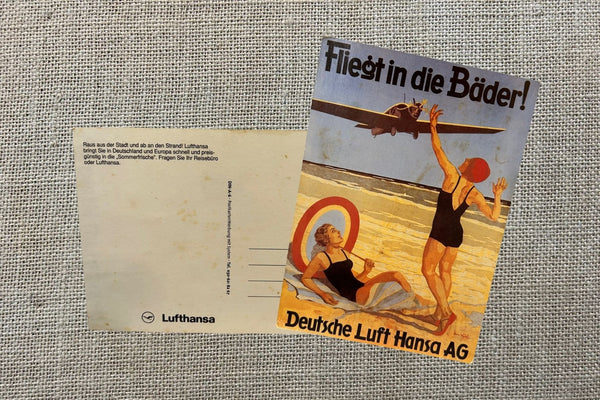 Raus aus der Stadt und ab an den Strand! Lufthansa
bringt Sie in Deutschland und Europa schnell und preis-
günstig in die „Sommerfrische“. Fragen Sie Ihr Reisebüro
oder Lufthansa.
Lufthansa
Fliegt in die Bäder!
Deutsche Luft Hansa AG